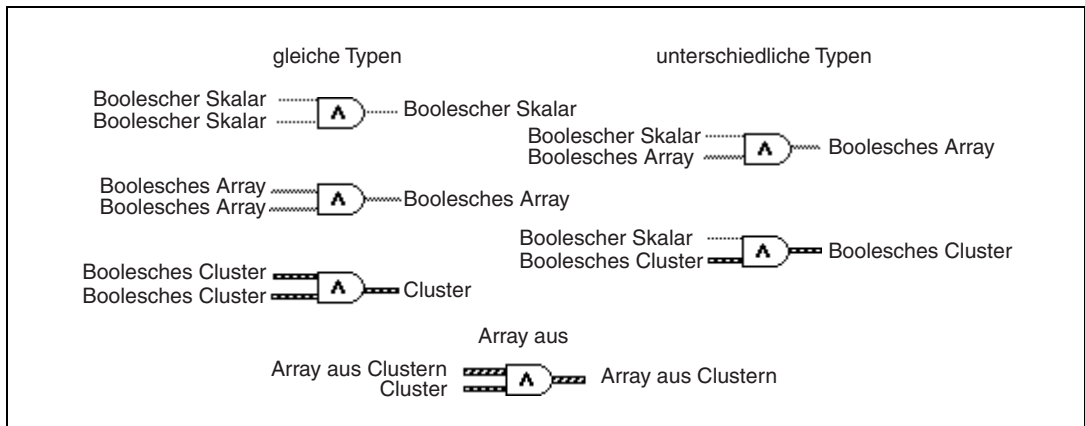 gleiche Typen
Boolescher Skalar
Boolescher Skalar
∧
Boolescher Skalar
Boolesches Array
Boolesches Array
∧
Boolesches Array
Boolesches Cluster
Boolesches Cluster
∧
Cluster
unterschiedliche Typen
Boolescher Skalar
Boolesches Array
∧
Boolesches Array
Boolescher Skalar
Boolesches Cluster
∧
Boolesches Cluster
Array aus
Array aus Clustern
Cluster
∧
Array aus Clustern